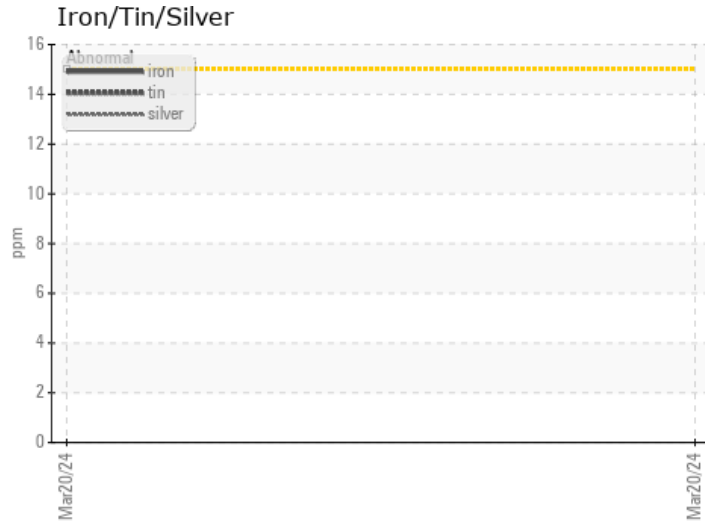 Iron/Tin/Silver
16
14
12
10
8
6
4
2
0
ppm
Abnormal
iron
tin
silver
Mar20/24
Mar20/24